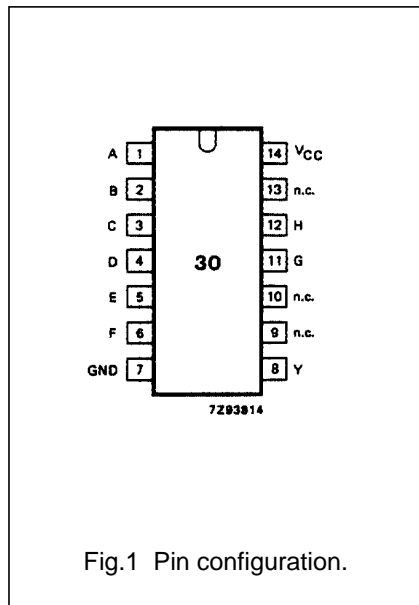 A 1 14 VCC
B 2 13 n.c.
C 3 12 H
D 4 30 11 G
E 5 10 n.c.
F 6 9 n.c.
GND 7 8 Y
7Z93814
Fig.1 Pin configuration.